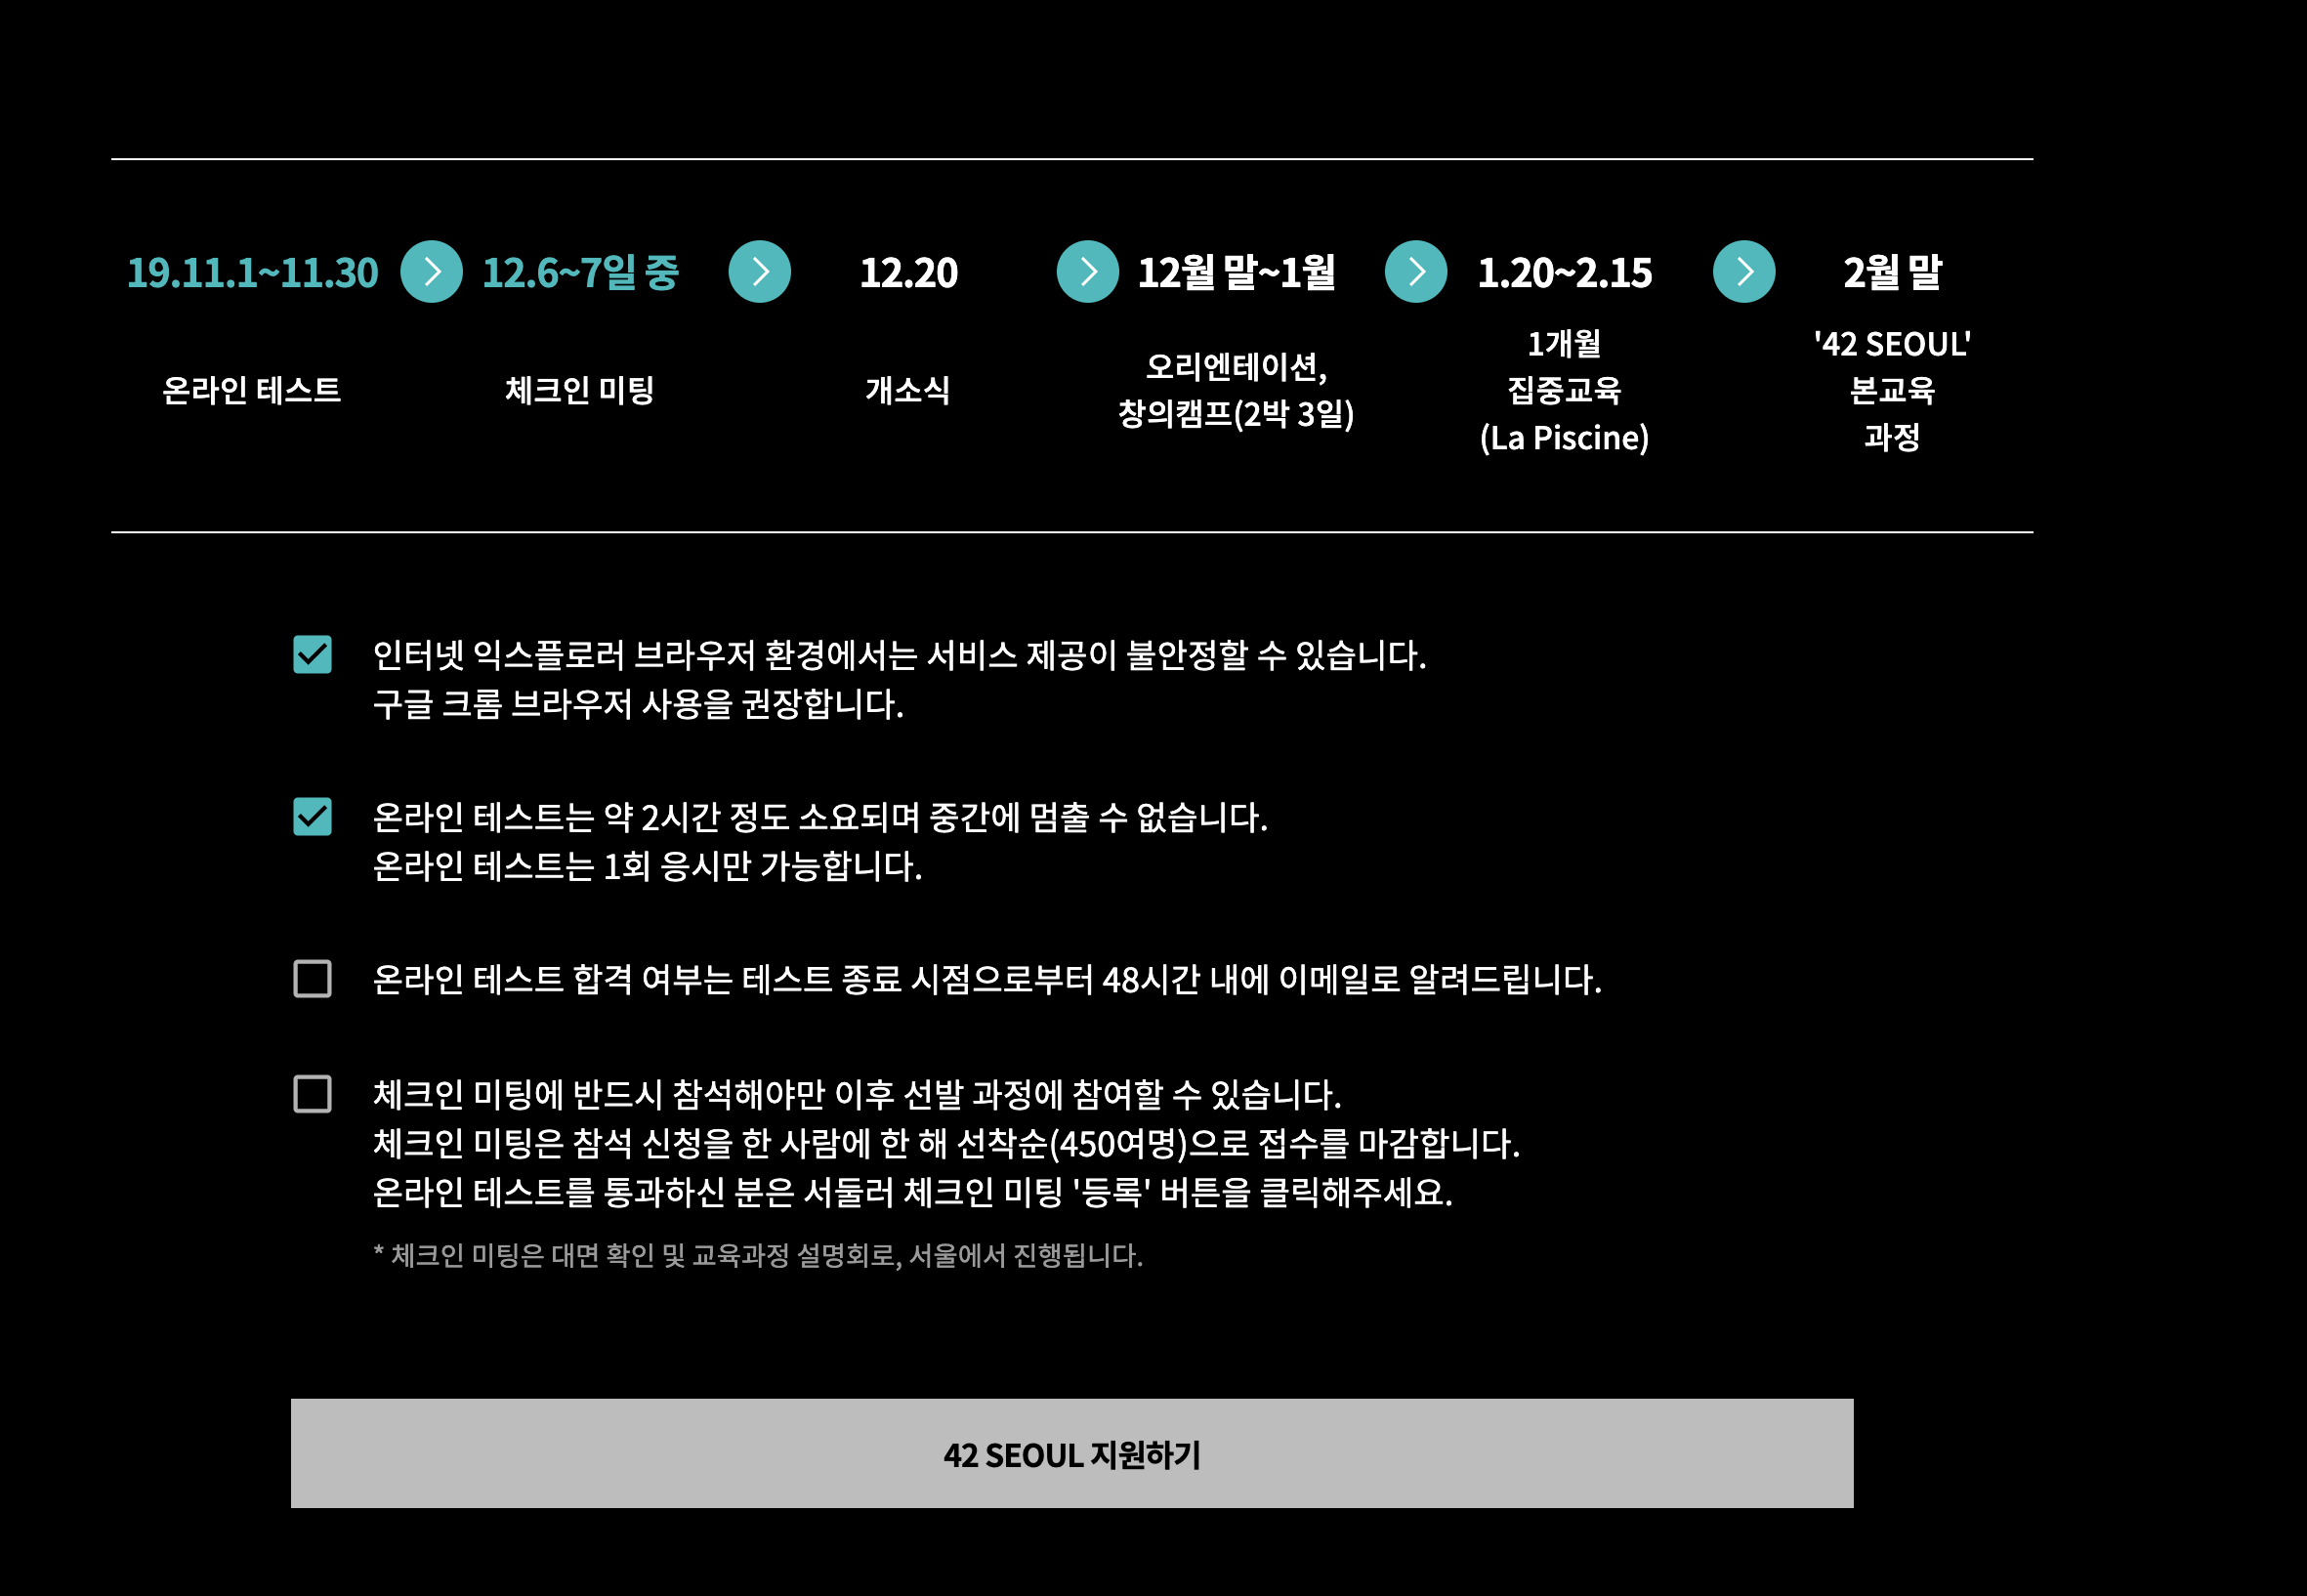 19.11.1~11.30
온라인 테스트
12.6~7일 중
체크인 미팅
12.20
개소식
12월 말~1월
오리엔테이션,
창의캠프(2박 3일)
1.20~2.15
1개월
집중교육
(La Piscine)
2월 말
'42 SEOUL'
본교육
과정
인터넷 익스플로러 브라우저 환경에서는 서비스 제공이 불안정할 수 있습니다.
구글 크롬 브라우저 사용을 권장합니다.
온라인 테스트는 약 2시간 정도 소요되며 중간에 멈출 수 없습니다.
온라인 테스트는 1회 응시만 가능합니다.
온라인 테스트 합격 여부는 테스트 종료 시점으로부터 48시간 내에 이메일로 알려드립니다.
체크인 미팅에 반드시 참석해야만 이후 선발 과정에 참여할 수 있습니다.
체크인 미팅은 참석 신청을 한 사람에 한 해 선착순(450여명)으로 접수를 마감합니다.
온라인 테스트를 통과하신 분은 서둘러 체크인 미팅 '등록' 버튼을 클릭해주세요.
* 체크인 미팅은 대면 확인 및 교육과정 설명회로, 서울에서 진행됩니다.
42 SEOUL 지원하기